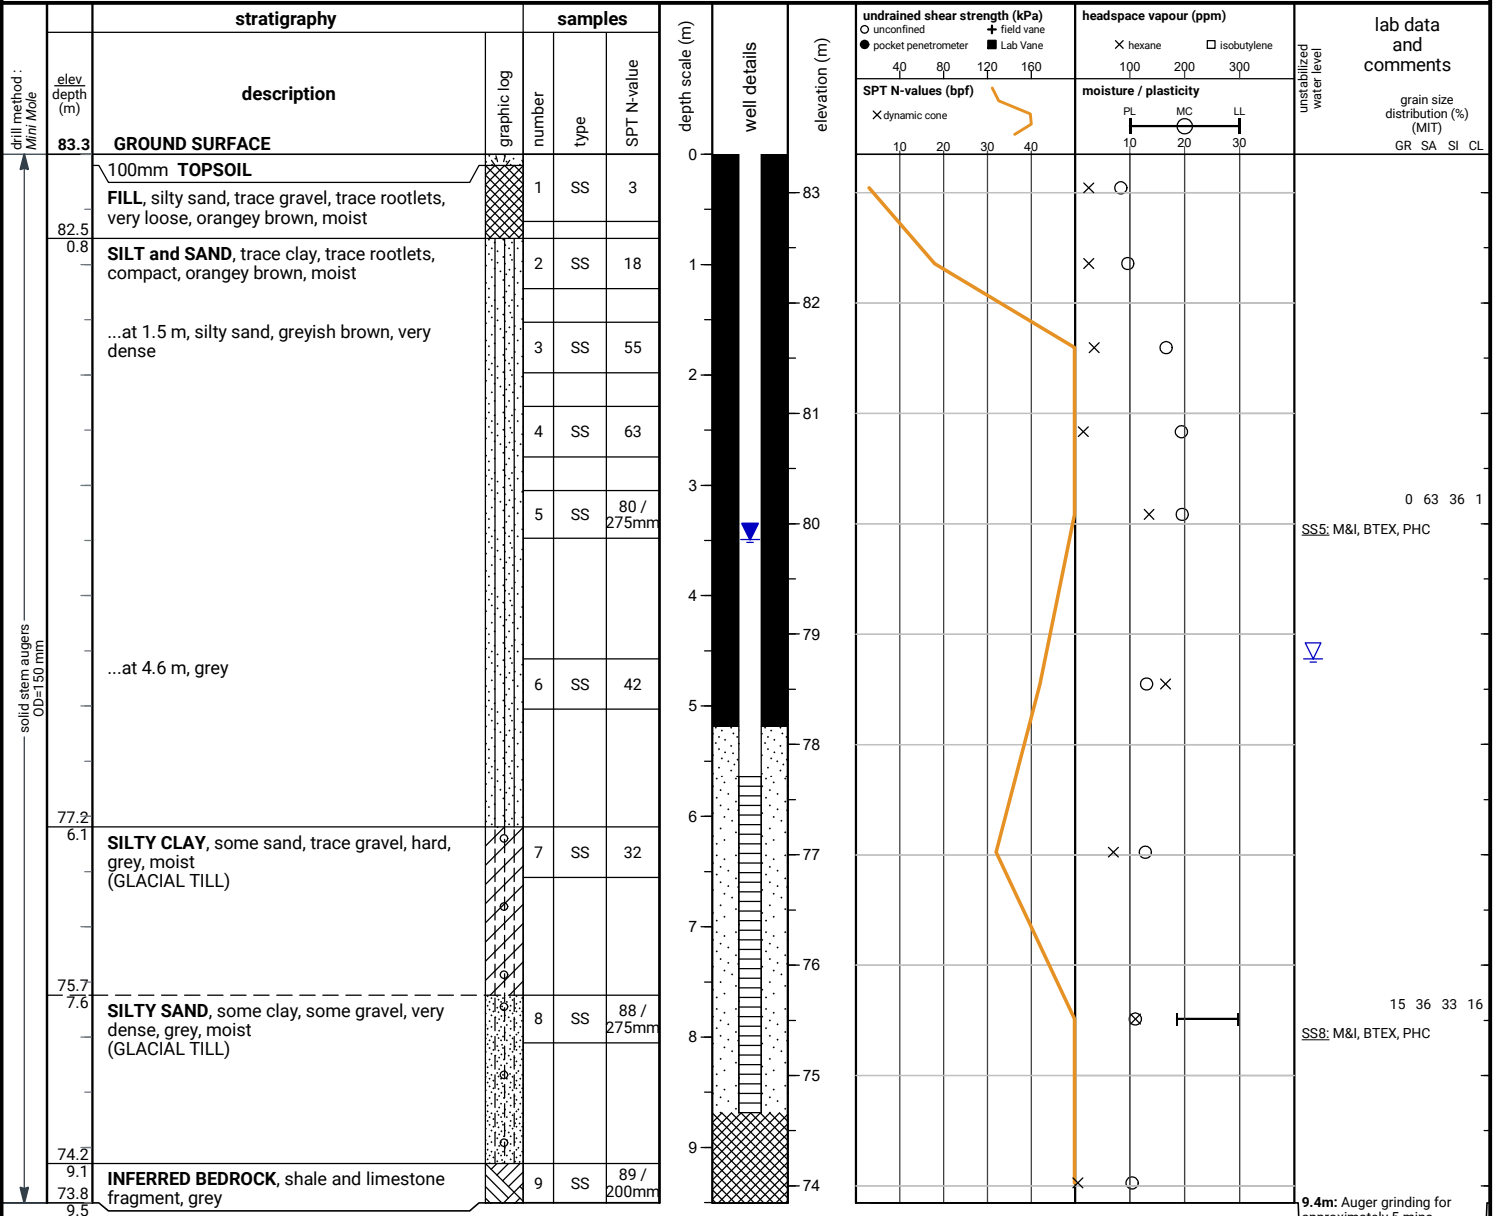 stratigraphy
samples
drill method :
Mini Mole
elev
depth
(m)
description
graphic log
number
type
SPT N-value
depth scale (m)
well details
elevation (m)
undrained shear strength (kPa)
unconfined
field vane
pocket penetrometer
Lab Vane
40 80 120 160
SPT N-values (bpf)
dynamic cone
10 20 30 40
headspace vapour (ppm)
hexane
isobutylene
100 200 300
moisture / plasticity
PL MC LL
10 20 30
unstabilized
water level
lab data
and
comments
grain size
distribution (%)
(MIT)
GR SA SI CL
83.3 GROUND SURFACE
100mm TOPSOIL
FILL, silty sand, trace gravel, trace rootlets,
very loose, orangey brown, moist
82.5
0.8
SILT and SAND, trace clay, trace rootlets,
compact, orangey brown, moist
...at 1.5 m, silty sand, greyish brown, very
dense
...at 4.6 m, grey
77.2
6.1
SILTY CLAY, some sand, trace gravel, hard,
grey, moist
(GLACIAL TILL)
75.7
7.6
SILTY SAND, some clay, some gravel, very
dense, grey, moist
(GLACIAL TILL)
74.2
9.1
INFERRED BEDROCK, shale and limestone
fragment, grey
73.8
9.5
solid stem augers
OD=150 mm
1 SS 3
2 SS 18
3 SS 55
4 SS 63
5 SS 80 /
275mm
6 SS 42
7 SS 32
8 SS 88 /
275mm
9 SS 89 /
200mm
0
1
2
3
4
5
6
7
8
9
83
82
81
80
79
78
77
76
75
74
0 63 36 1
SS5: M&I, BTEX, PHC
15 36 33 16
SS8: M&I, BTEX, PHC
9.4m: Auger grinding for
approximately 5 mins